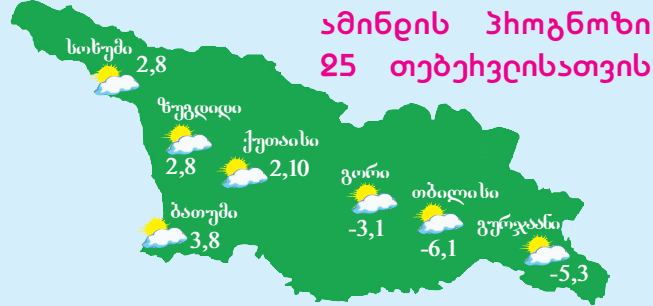 ამინდის პროგნოზი
25 თებერვლისათვის
სოხუმი
2,8
ზუგდიდი
2,8
ქუთაისი
2,10
ბათუმი
3,8
გორი
-3,1
თბილისი
-6,1
გურჯაანი
-5,3